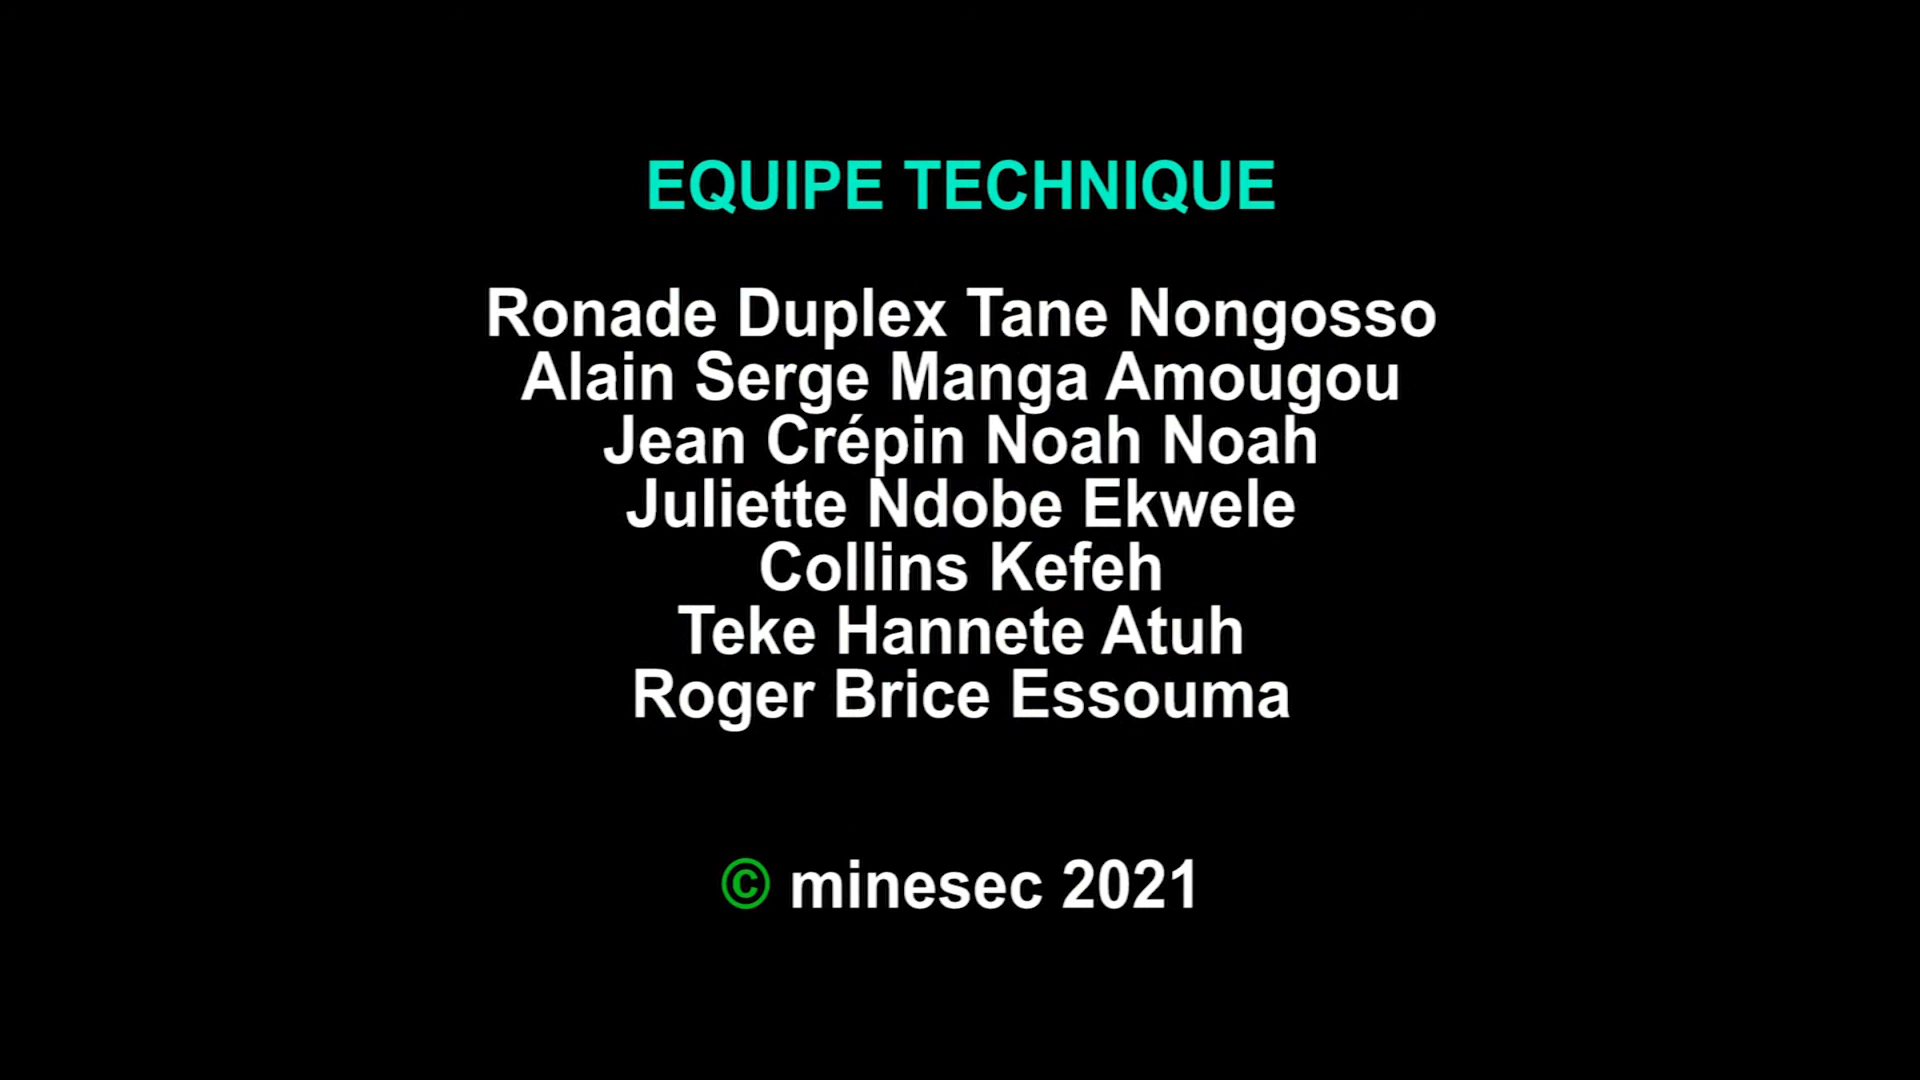 EQUIPE TECHNIQUE
Ronade Duplex Tane Nongosso
Alain Serge Manga Amougou
Jean Crépin Noah Noah
Juliette Ndobe Ekwele
Collins Kefeh
Teke Hannete Atuh
Roger Brice Essouma
© minesec 2021